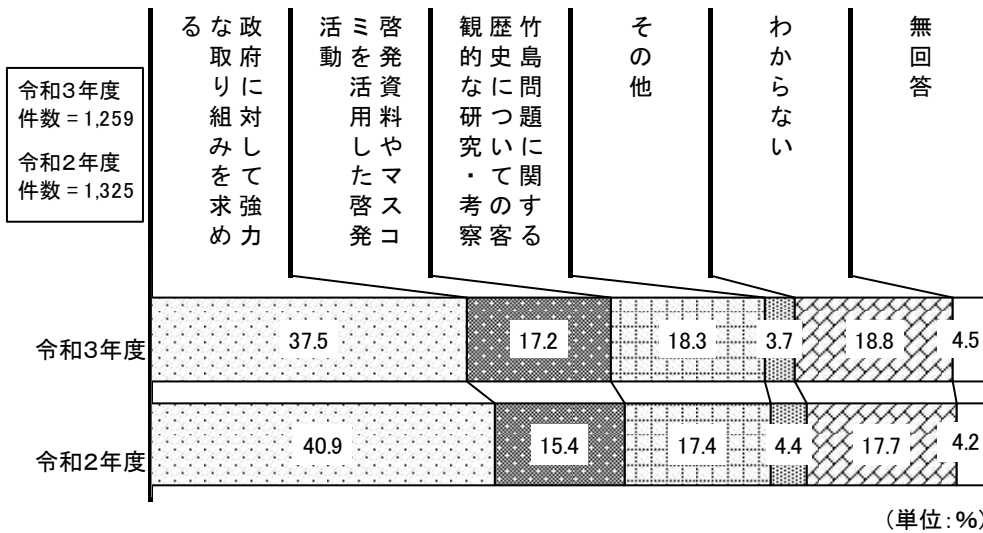 政府に対して強力
な取り組みを求め
る
啓発資料やマスコ
ミを活用した啓発
活動
竹島問題に関する
歴史についての客
観的な研究・考察
その他
わからない
無回答
令和3年度
件数＝1,259
令和2年度
件数＝1,325
令和3年度
37.5
17.2
18.3
3.7
18.8
4.5
令和2年度
40.9
15.4
17.4
4.4
17.7
4.2
(単位:%)